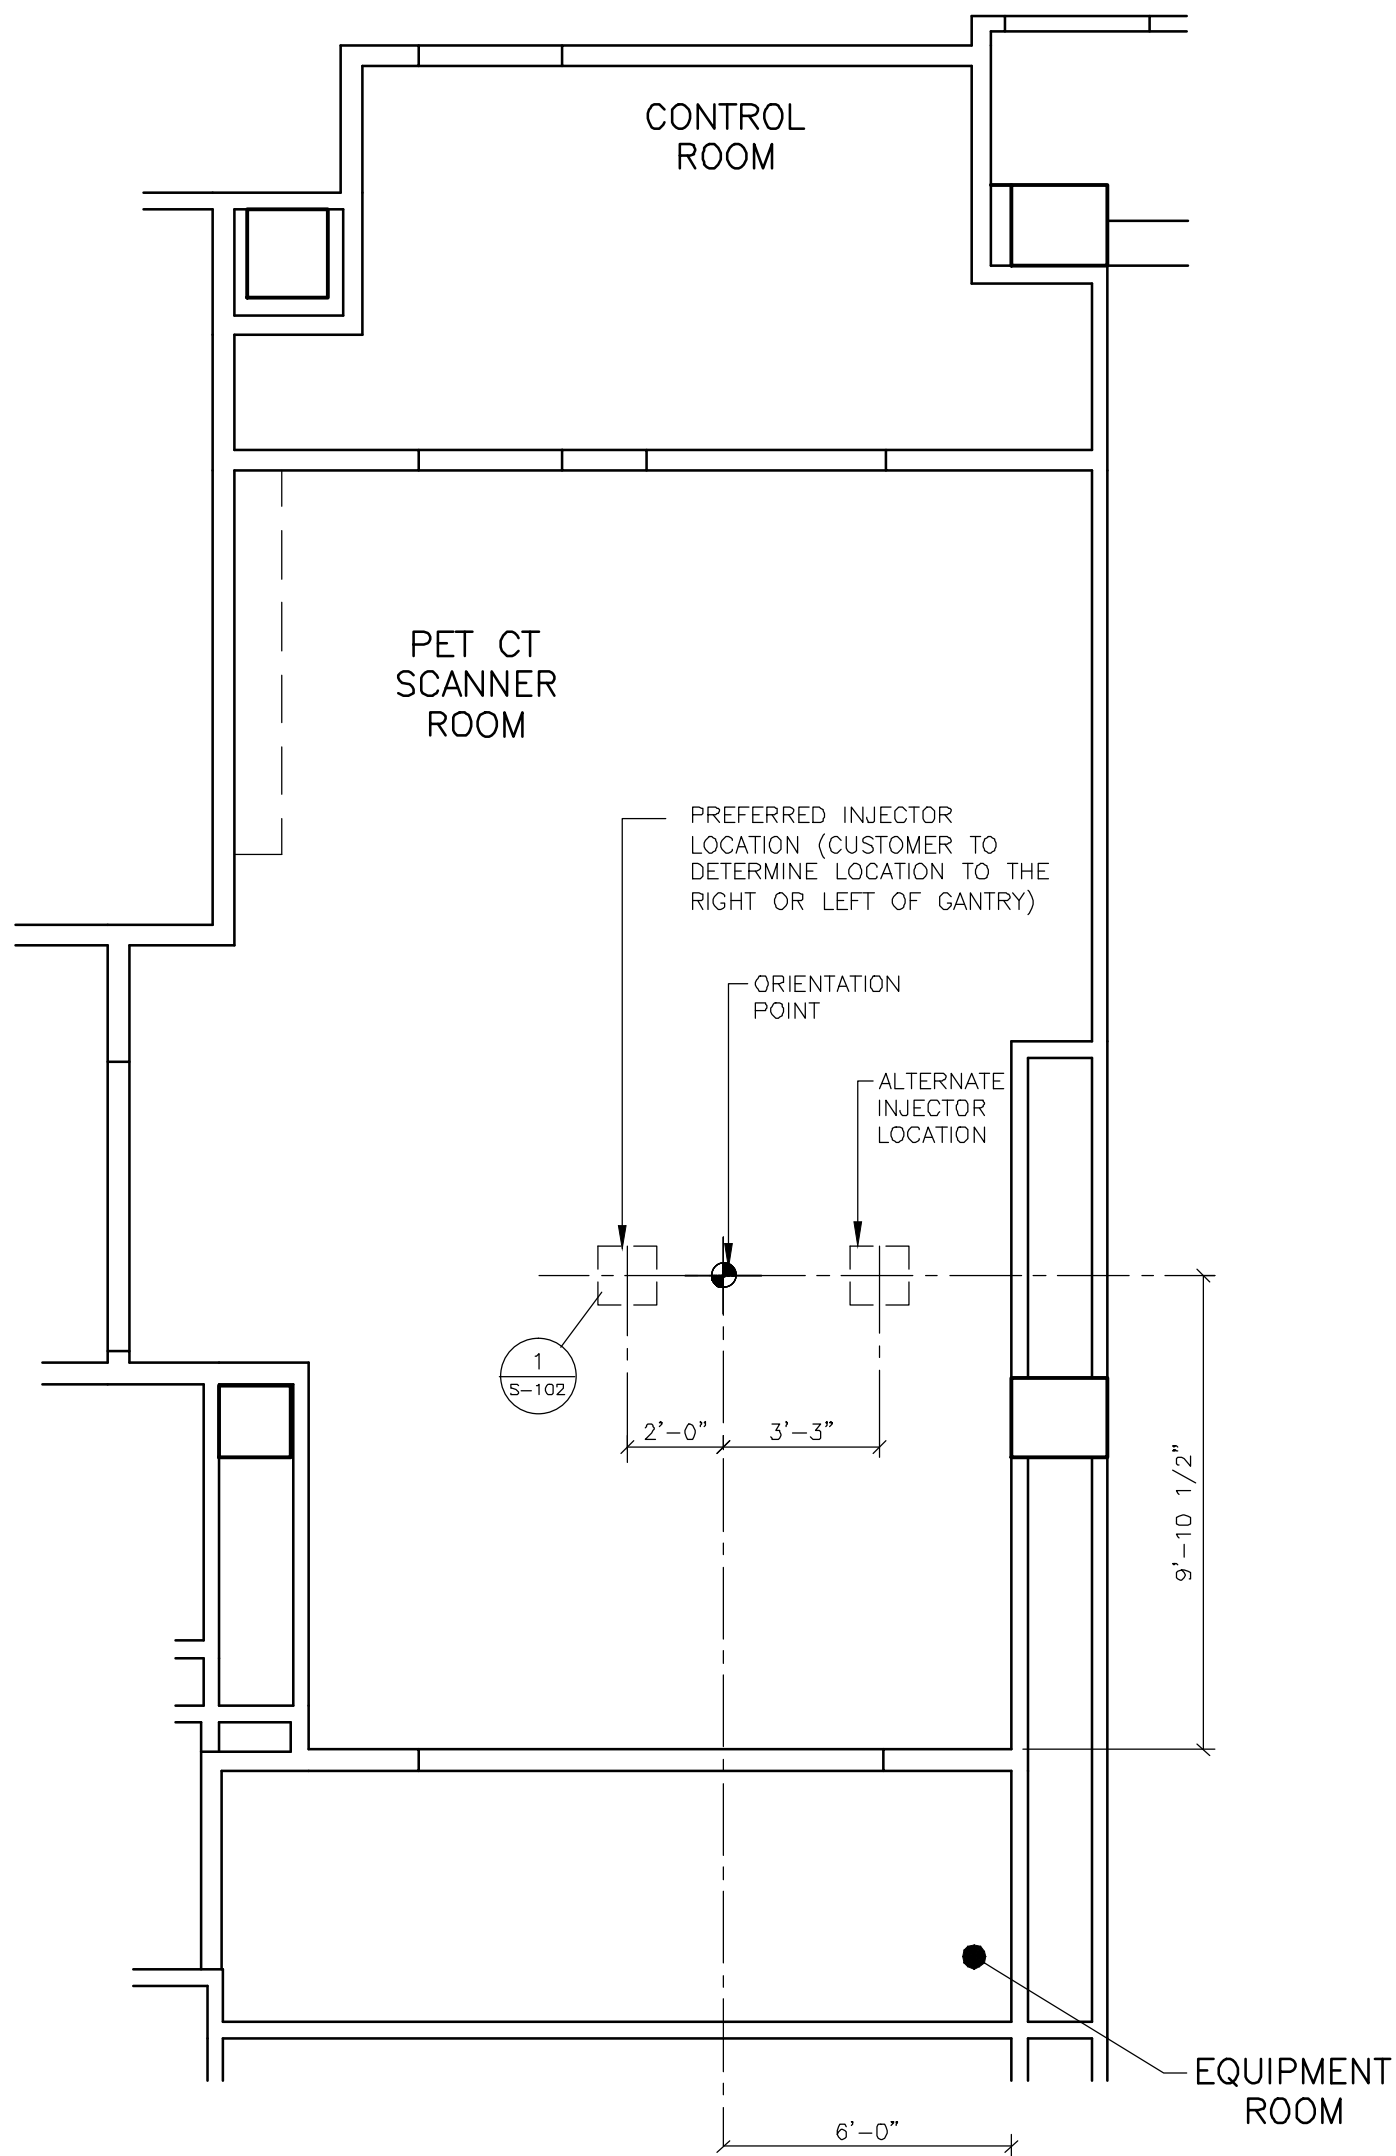 CONTROL
ROOM
PET CT
SCANNER
ROOM
PREFERRED INJECTOR
LOCATION (CUSTOMER TO
DETERMINE LOCATION TO THE
RIGHT OR LEFT OF GANTRY)
ORIENTATION
POINT
ALTERNATE
INJECTOR
LOCATION
1
S-102
2'-0"
3'-3"
9'-10 1/2"
EQUIPMENT
ROOM
6'-0"